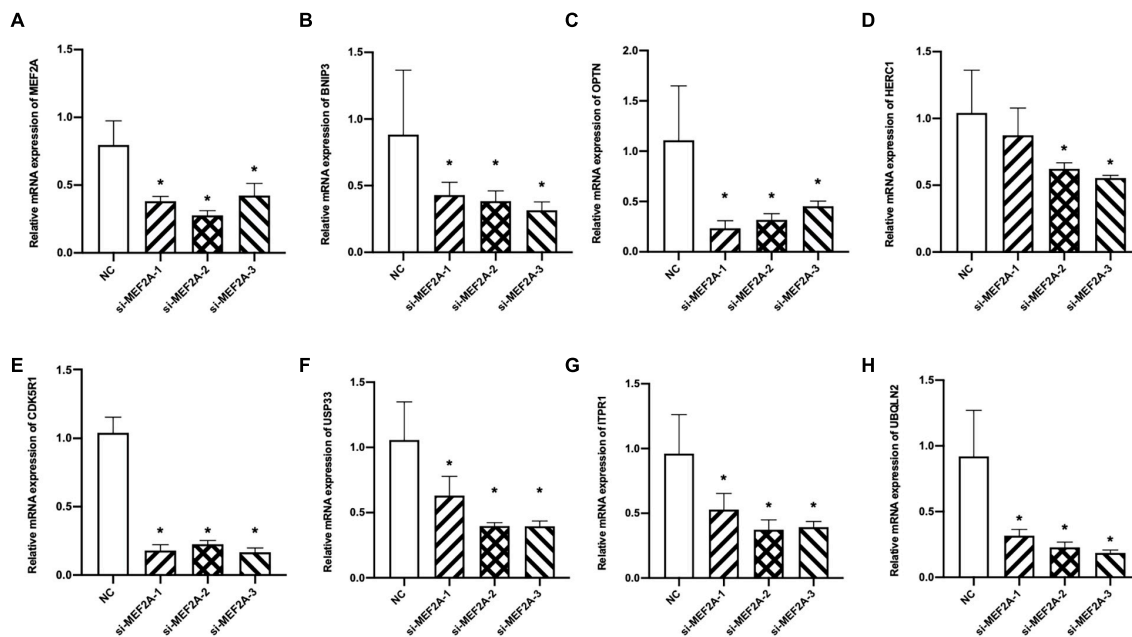 A
Relative mRNA expression of MEF2A
1.5
1.0
0.5
0.0
*
*
*
NC
si-MEF2A-1
si-MEF2A-2
si-MEF2A-3
B
Relative mRNA expression of BNIP3
1.5
1.0
0.5
0.0
*
*
*
NC
si-MEF2A-1
si-MEF2A-2
si-MEF2A-3
C
Relative mRNA expression of OPTN
2.0
1.5
1.0
0.5
0.0
*
*
*
NC
si-MEF2A-1
si-MEF2A-2
si-MEF2A-3
D
Relative mRNA expression of HERC1
1.5
1.0
0.5
0.0
*
*
NC
si-MEF2A-1
si-MEF2A-2
si-MEF2A-3
E
Relative mRNA expression of CDK5R1
1.5
1.0
0.5
0.0
*
*
*
NC
si-MEF2A-1
si-MEF2A-2
si-MEF2A-3
F
Relative mRNA expression of USP33
1.5
1.0
0.5
0.0
*
*
*
NC
si-MEF2A-1
si-MEF2A-2
si-MEF2A-3
G
Relative mRNA expression of ITPR1
1.5
1.0
0.5
0.0
*
*
*
NC
si-MEF2A-1
si-MEF2A-2
si-MEF2A-3
H
Relative mRNA expression of UBQLN2
1.5
1.0
0.5
0.0
*
*
*
NC
si-MEF2A-1
si-MEF2A-2
si-MEF2A-3